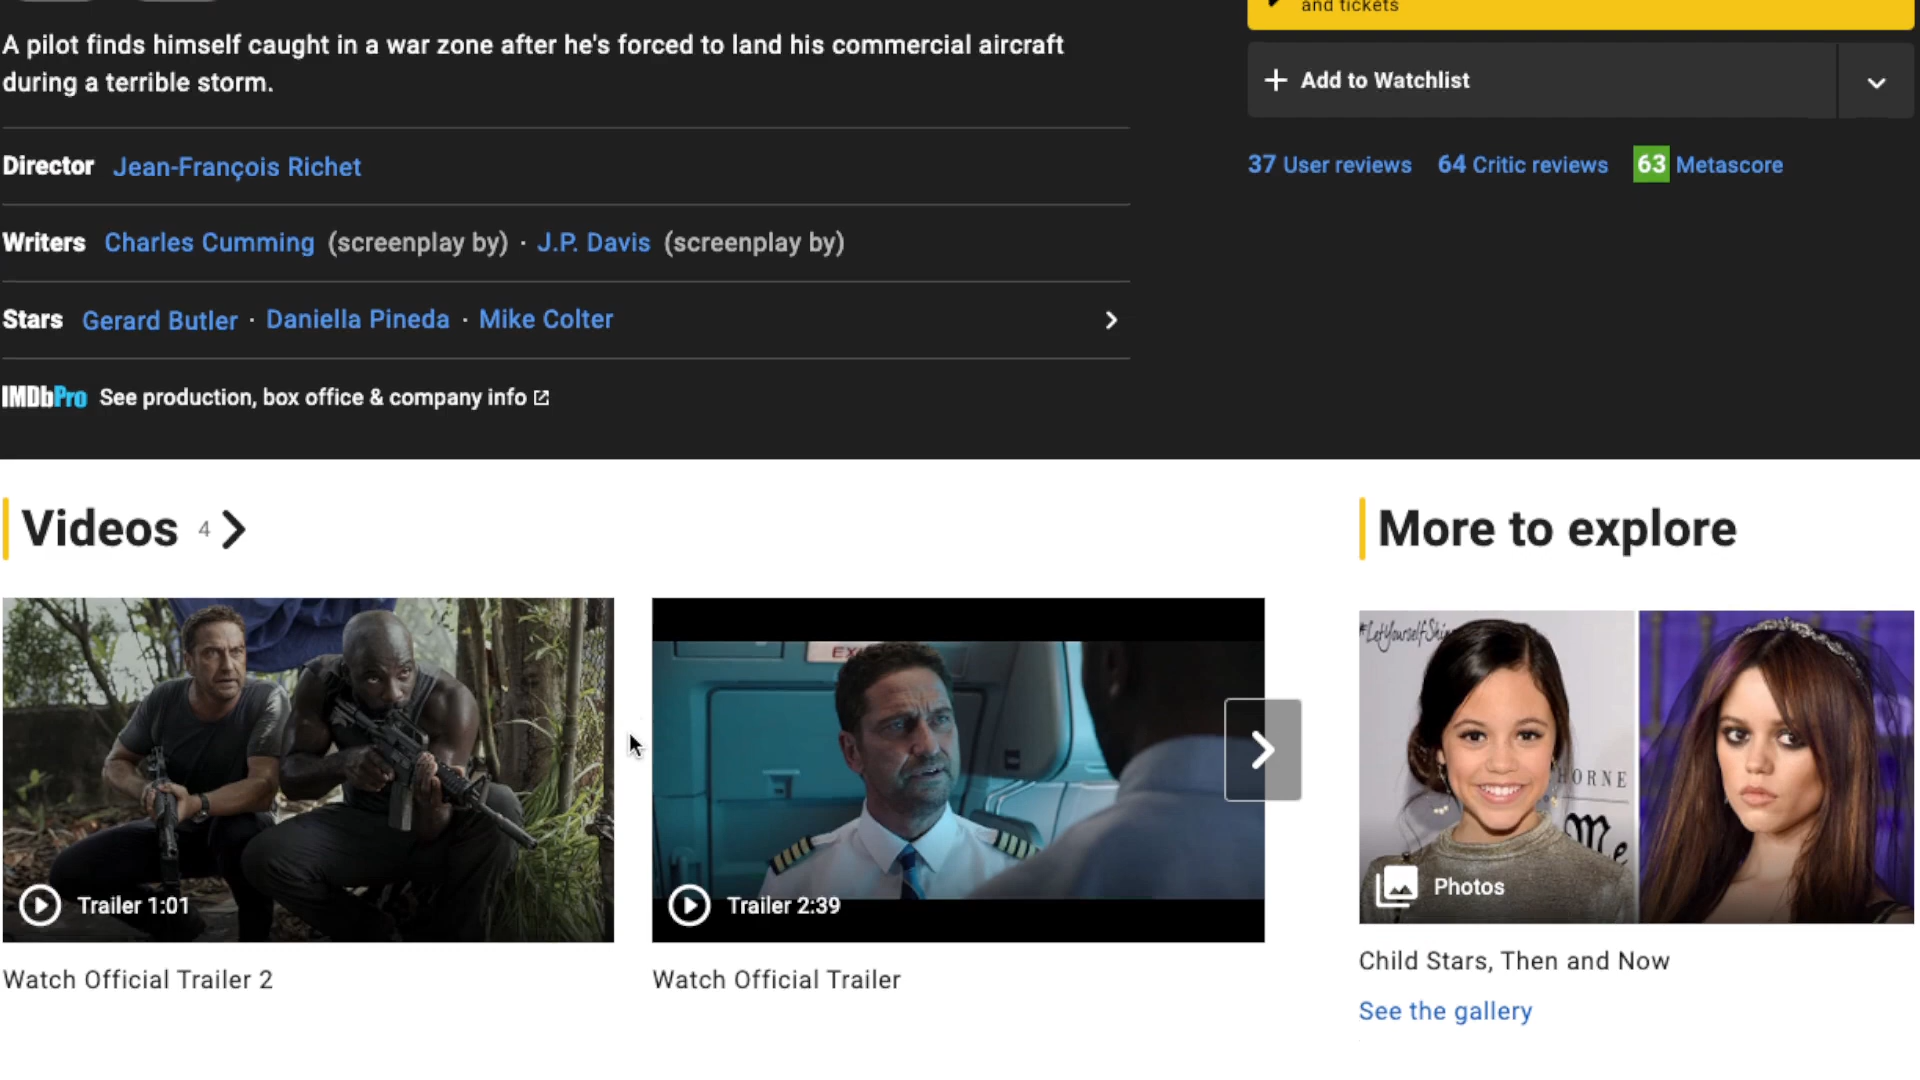 and tickets
A pilot finds himself caught in a war zone after he's forced to land his commercial aircraft
during a terrible storm.
Add to Watchlist
Director Jean-François Richet
37 User reviews 64 Critic reviews 63 Metascore
Writers Charles Cumming (screenplay by) · J.P. Davis (screenplay by)
Stars Gerard Butler · Daniella Pineda · Mike Colter
IMDbPro See production, box office & company info
Videos 4
More to explore
#LetYourselfShi
EX
HORNE
Me
Trailer 1:01
Trailer 2:39
Photos
Watch Official Trailer 2
Watch Official Trailer
Child Stars, Then and Now
See the gallery